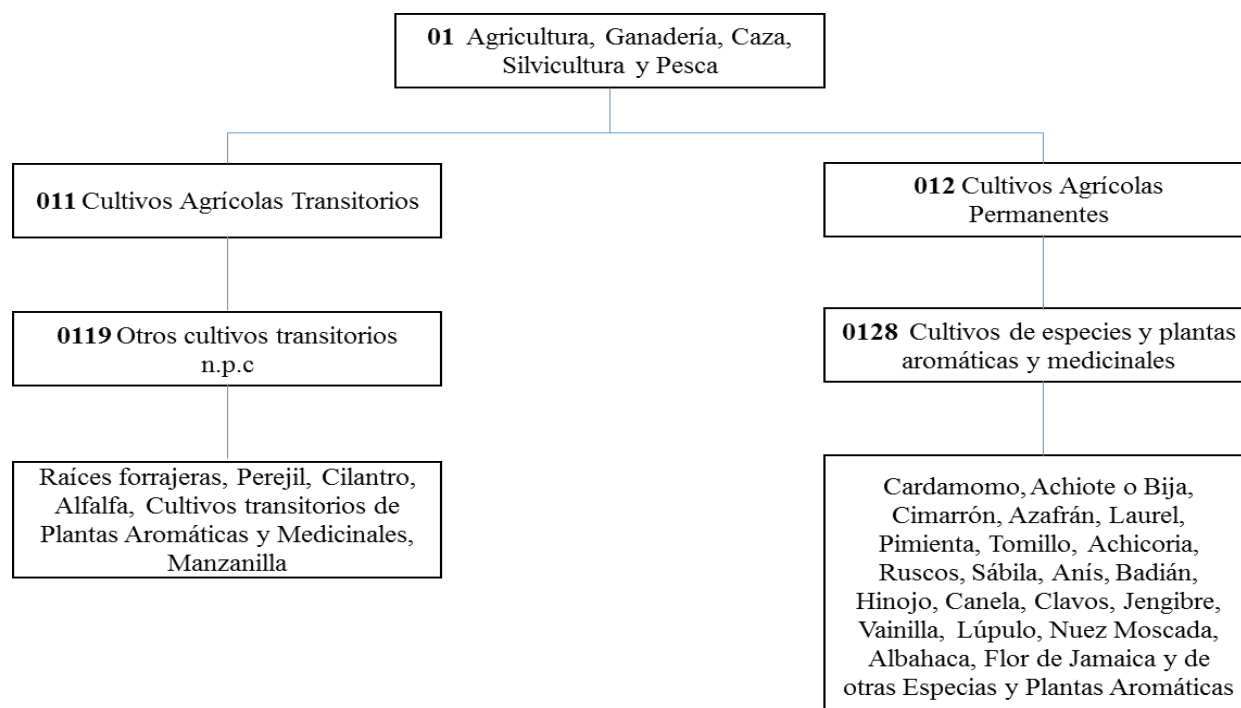 01 Agricultura, Ganadería, Caza,
Silvicultura y Pesca
011 Cultivos Agrícolas Transitorios
012 Cultivos Agrícolas
Permanentes
0119 Otros cultivos transitorios
n.p.c
0128 Cultivos de especies y plantas
aromáticas y medicinales
Raíces forrajeras, Perejil, Cilantro,
Alfalfa, Cultivos transitorios de
Plantas Aromáticas y Medicinales,
Manzanilla
Cardamomo, Achiote o Bija,
Cimarrón, Azafrán, Laurel,
Pimienta, Tomillo, Achicoria,
Ruscos, Sábila, Anís, Badián,
Hinojo, Canela, Clavos, Jengibre,
Vainilla, Lúpulo, Nuez Moscada,
Albahaca, Flor de Jamaica y de
otras Especias y Plantas Aromáticas